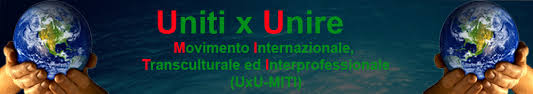 Uniti x Unire
Movimento Internazionale,
Transculturale ed Interprofessionale
(UxU-MITI)